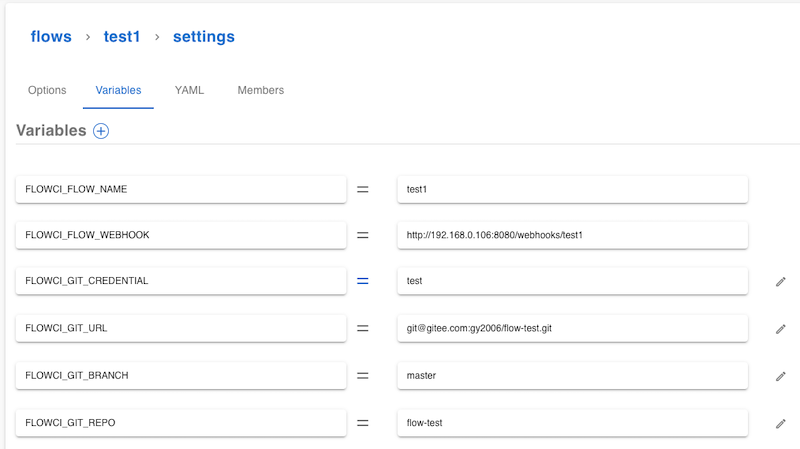 flows › test1 › settings
Options Variables YAML Members
Variables
FLOWCI_FLOW_NAME = test1
FLOWCI_FLOW_WEBHOOK = http://192.168.0.106:8080/webhooks/test1
FLOWCI_GIT_CREDENTIAL = test
FLOWCI_GIT_URL = git@gitee.com:gy2006/flow-test.git
FLOWCI_GIT_BRANCH = master
FLOWCI_GIT_REPO = flow-test